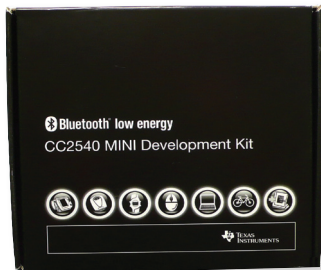 Bluetooth® low energy
CC2540 MINI Development Kit
TEXAS
INSTRUMENTS